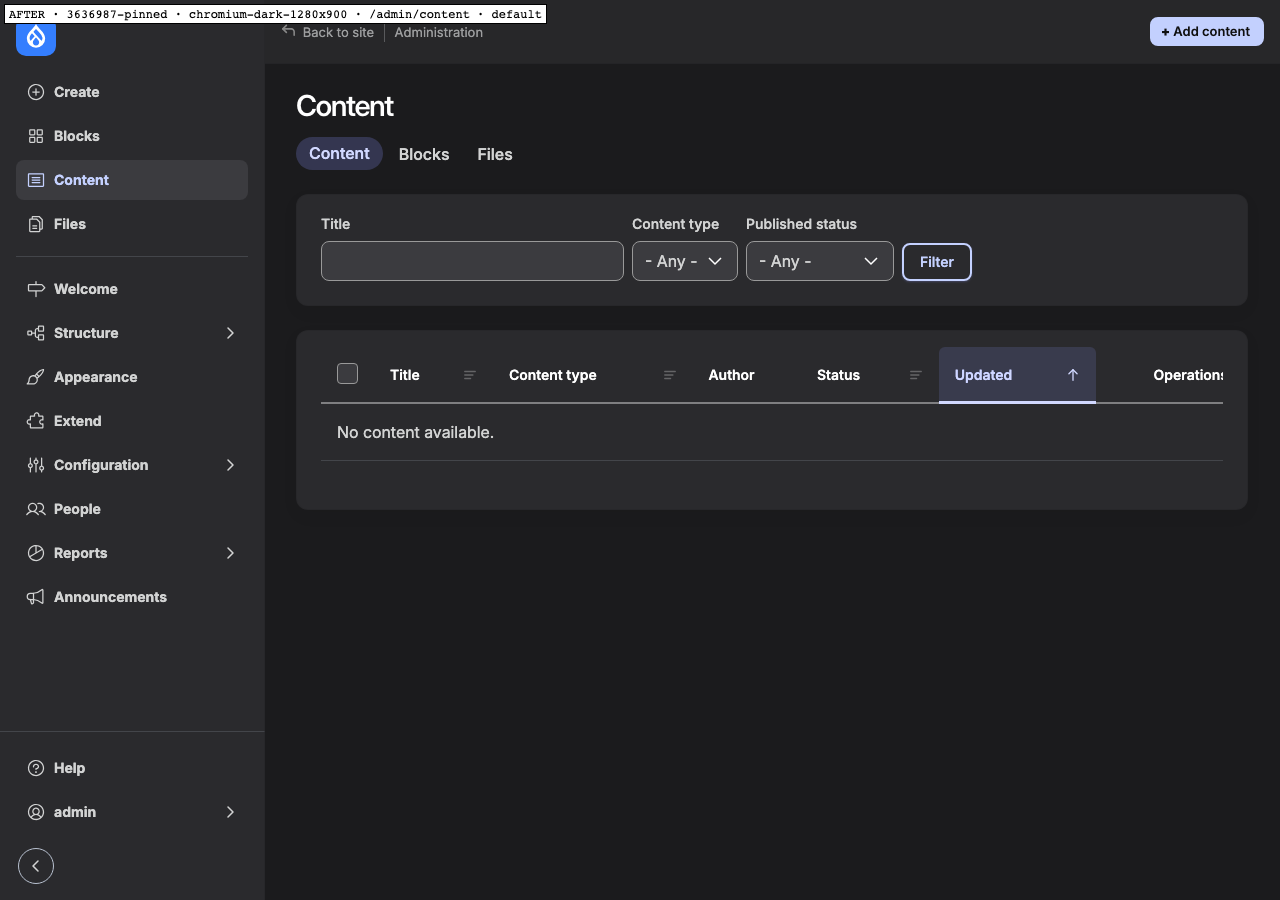 AFTER · 3636987-pinned · chromium-dark-1280x900 · /admin/content · default
Back to site
Administration
+ Add content
Create
Blocks
Content
Files
Welcome
Structure
Appearance
Extend
Configuration
People
Reports
Announcements
Help
admin
Content
Content Blocks Files
Title Content type Published status
- Any - - Any - Filter
Title Content type Author Status Updated Operations
No content available.